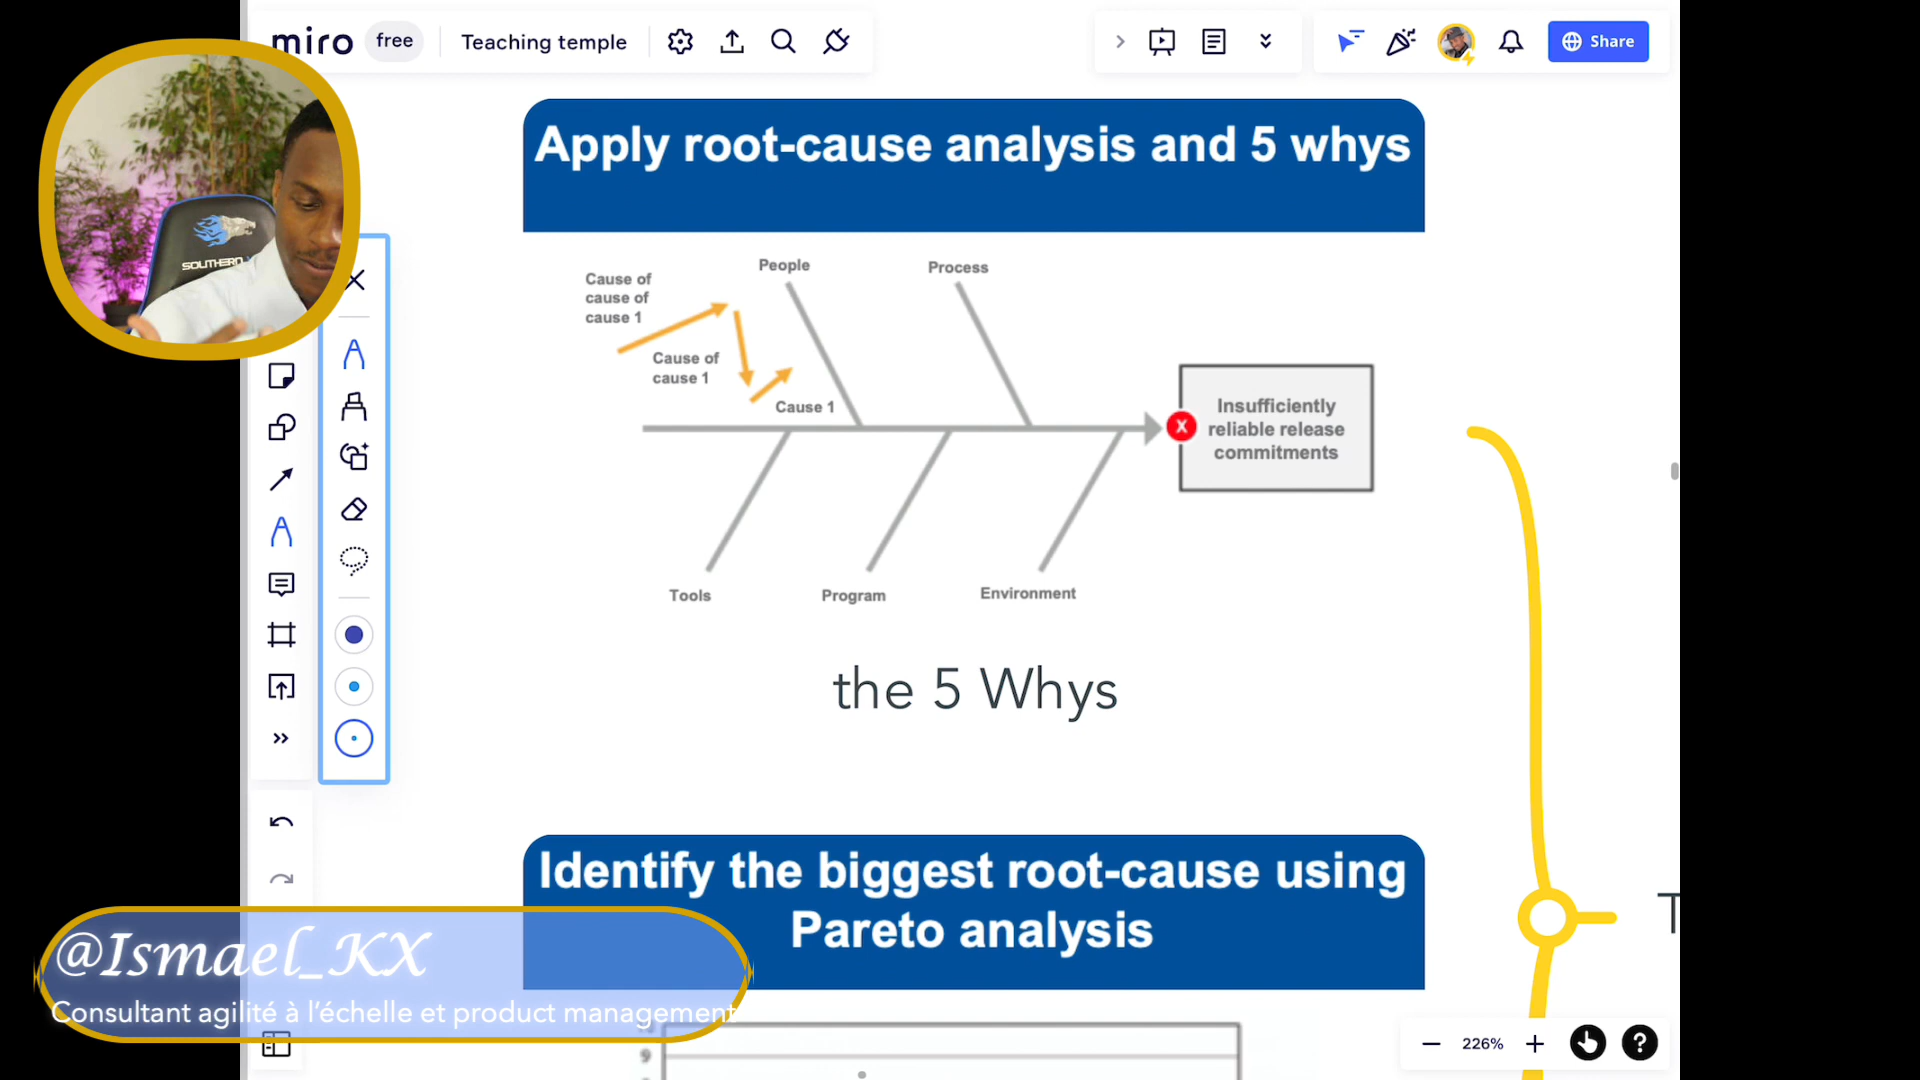 miro free Teaching temple
Share
Apply root-cause analysis and 5 whys
People
Process
Cause of
cause of
cause 1
Cause of
cause 1
Cause 1
X
Insufficiently
reliable release
commitments
Tools
Program
Environment
the 5 Whys
Identify the biggest root-cause using
Pareto analysis
@Ismael_KX
Consultant agilité à l'échelle et product management
9
226%
SOUTHERN
T